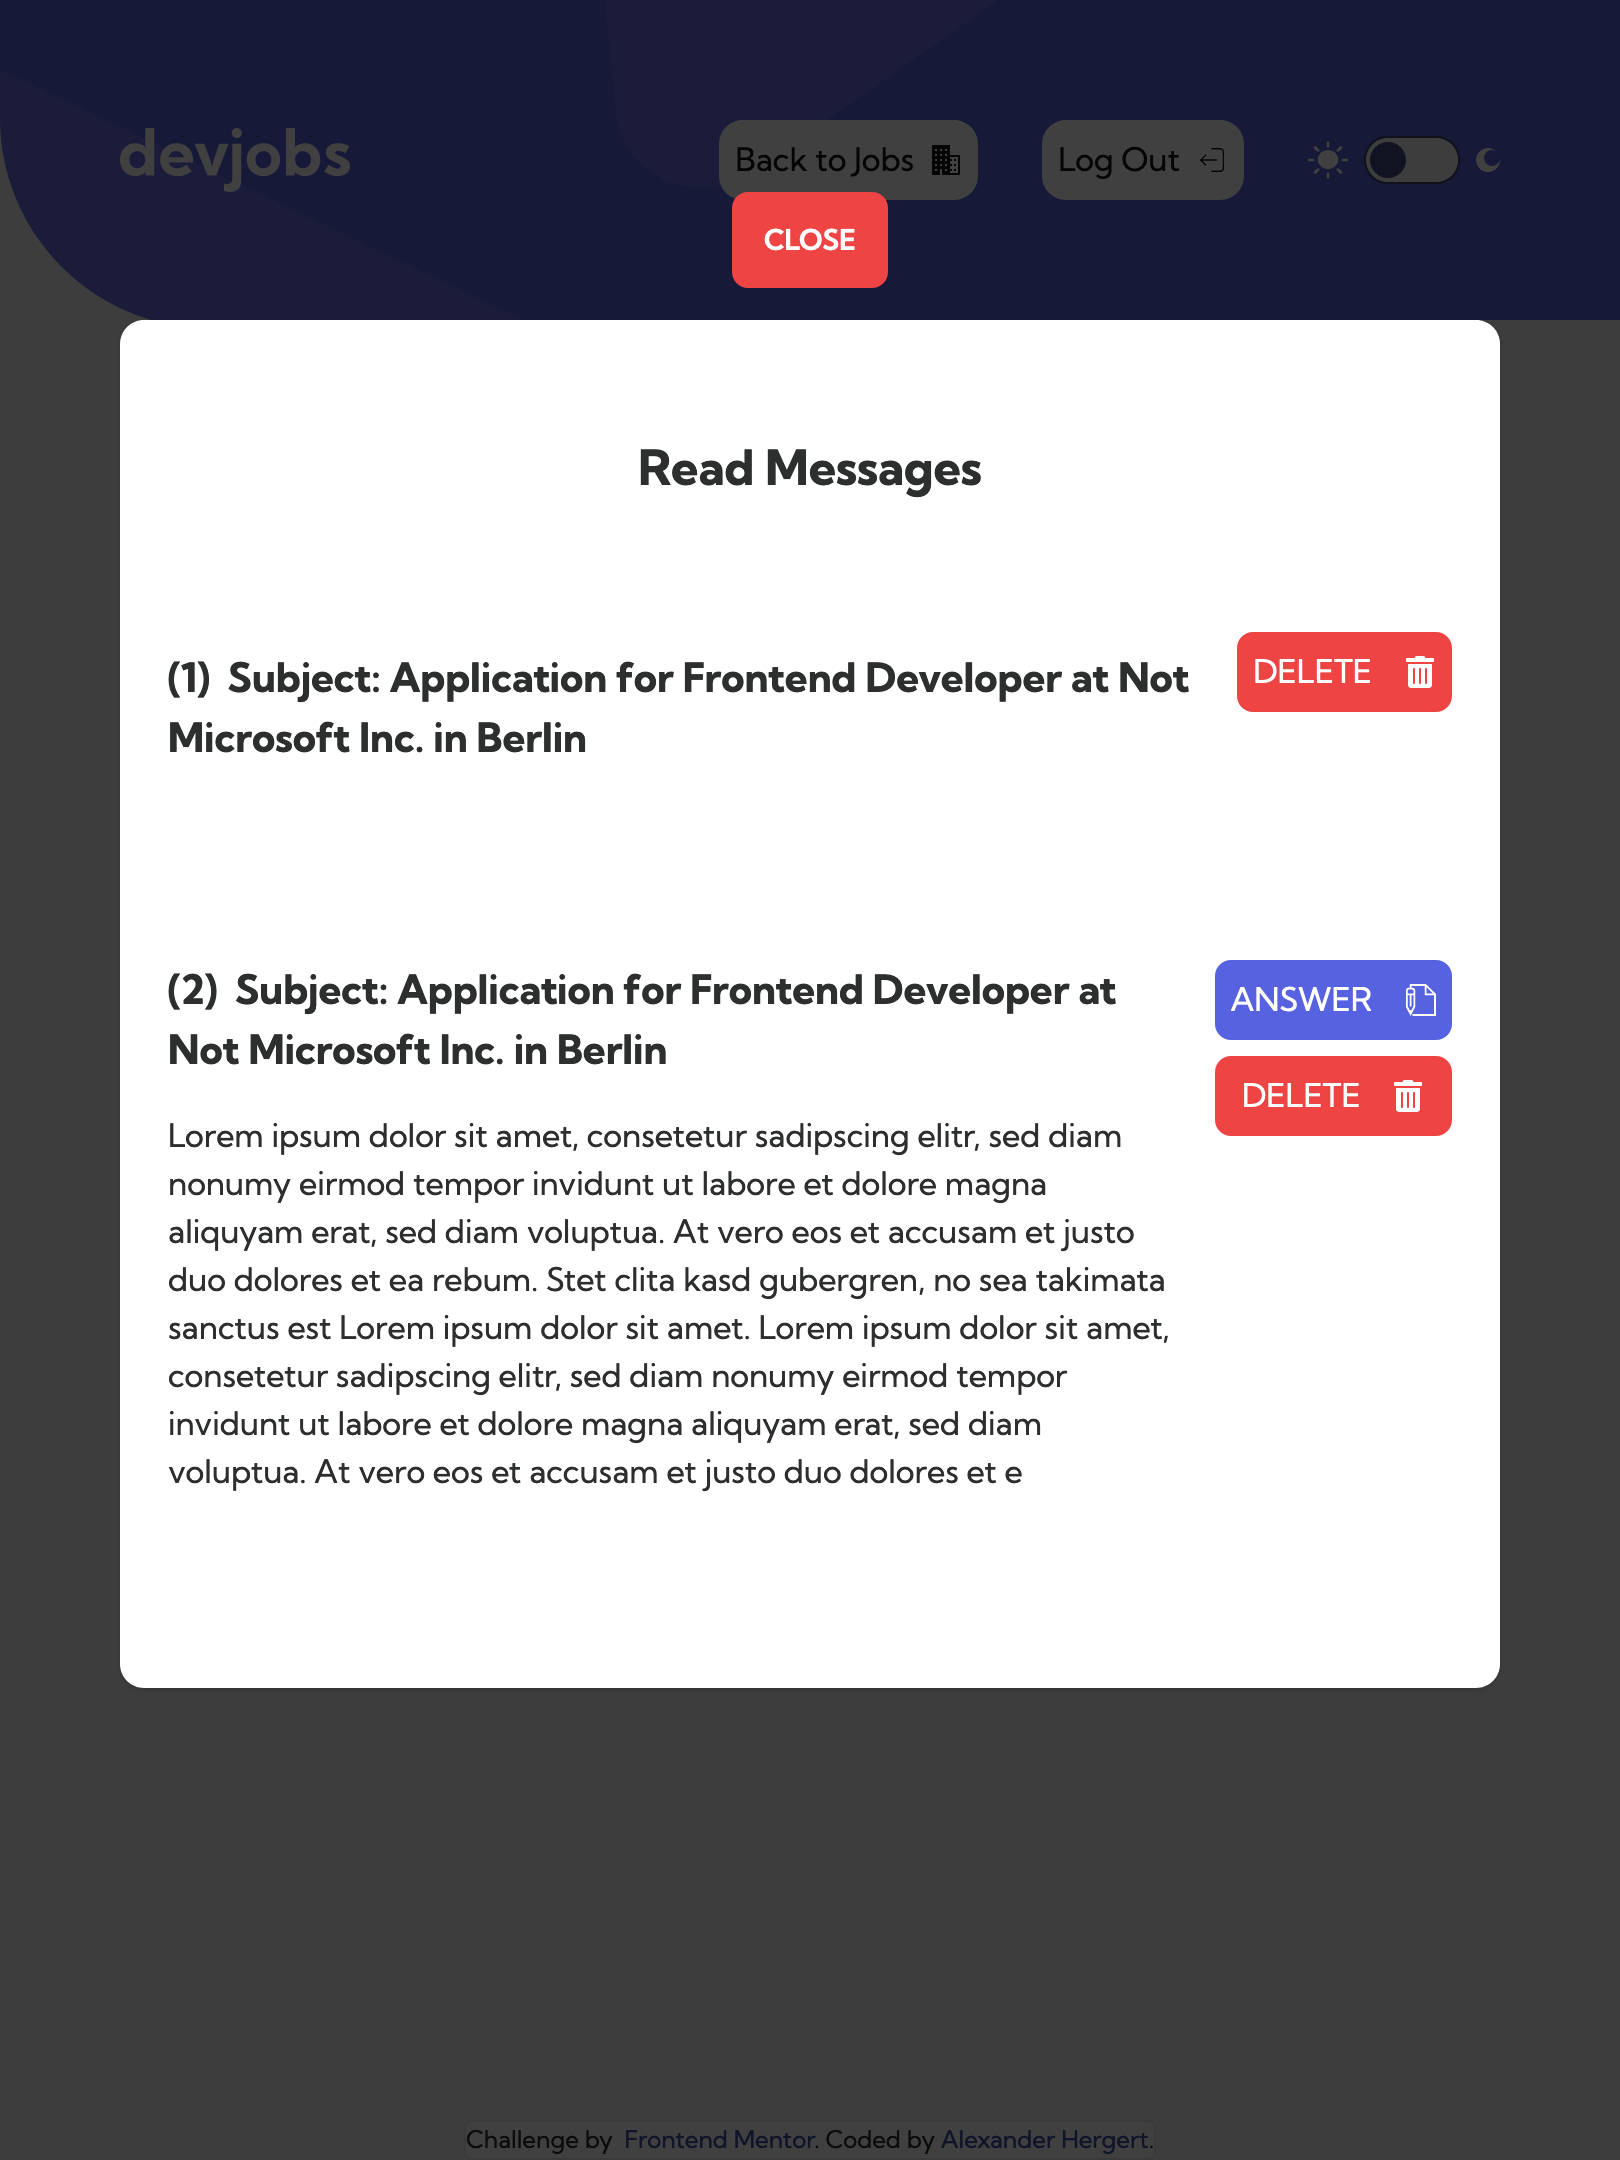 devjobs
Back to Jobs
Log Out
CLOSE
Read Messages
(1) Subject: Application for Frontend Developer at Not
Microsoft Inc. in Berlin
DELETE
(2) Subject: Application for Frontend Developer at
Not Microsoft Inc. in Berlin
ANSWER
DELETE
Lorem ipsum dolor sit amet, consetetur sadipscing elitr, sed diam
nonumy eirmod tempor invidunt ut labore et dolore magna
aliquyam erat, sed diam voluptua. At vero eos et accusam et justo
duo dolores et ea rebum. Stet clita kasd gubergren, no sea takimata
sanctus est Lorem ipsum dolor sit amet. Lorem ipsum dolor sit amet,
consetetur sadipscing elitr, sed diam nonumy eirmod tempor
invidunt ut labore et dolore magna aliquyam erat, sed diam
voluptua. At vero eos et accusam et justo duo dolores et e
Challenge by Frontend Mentor. Coded by Alexander Hergert.